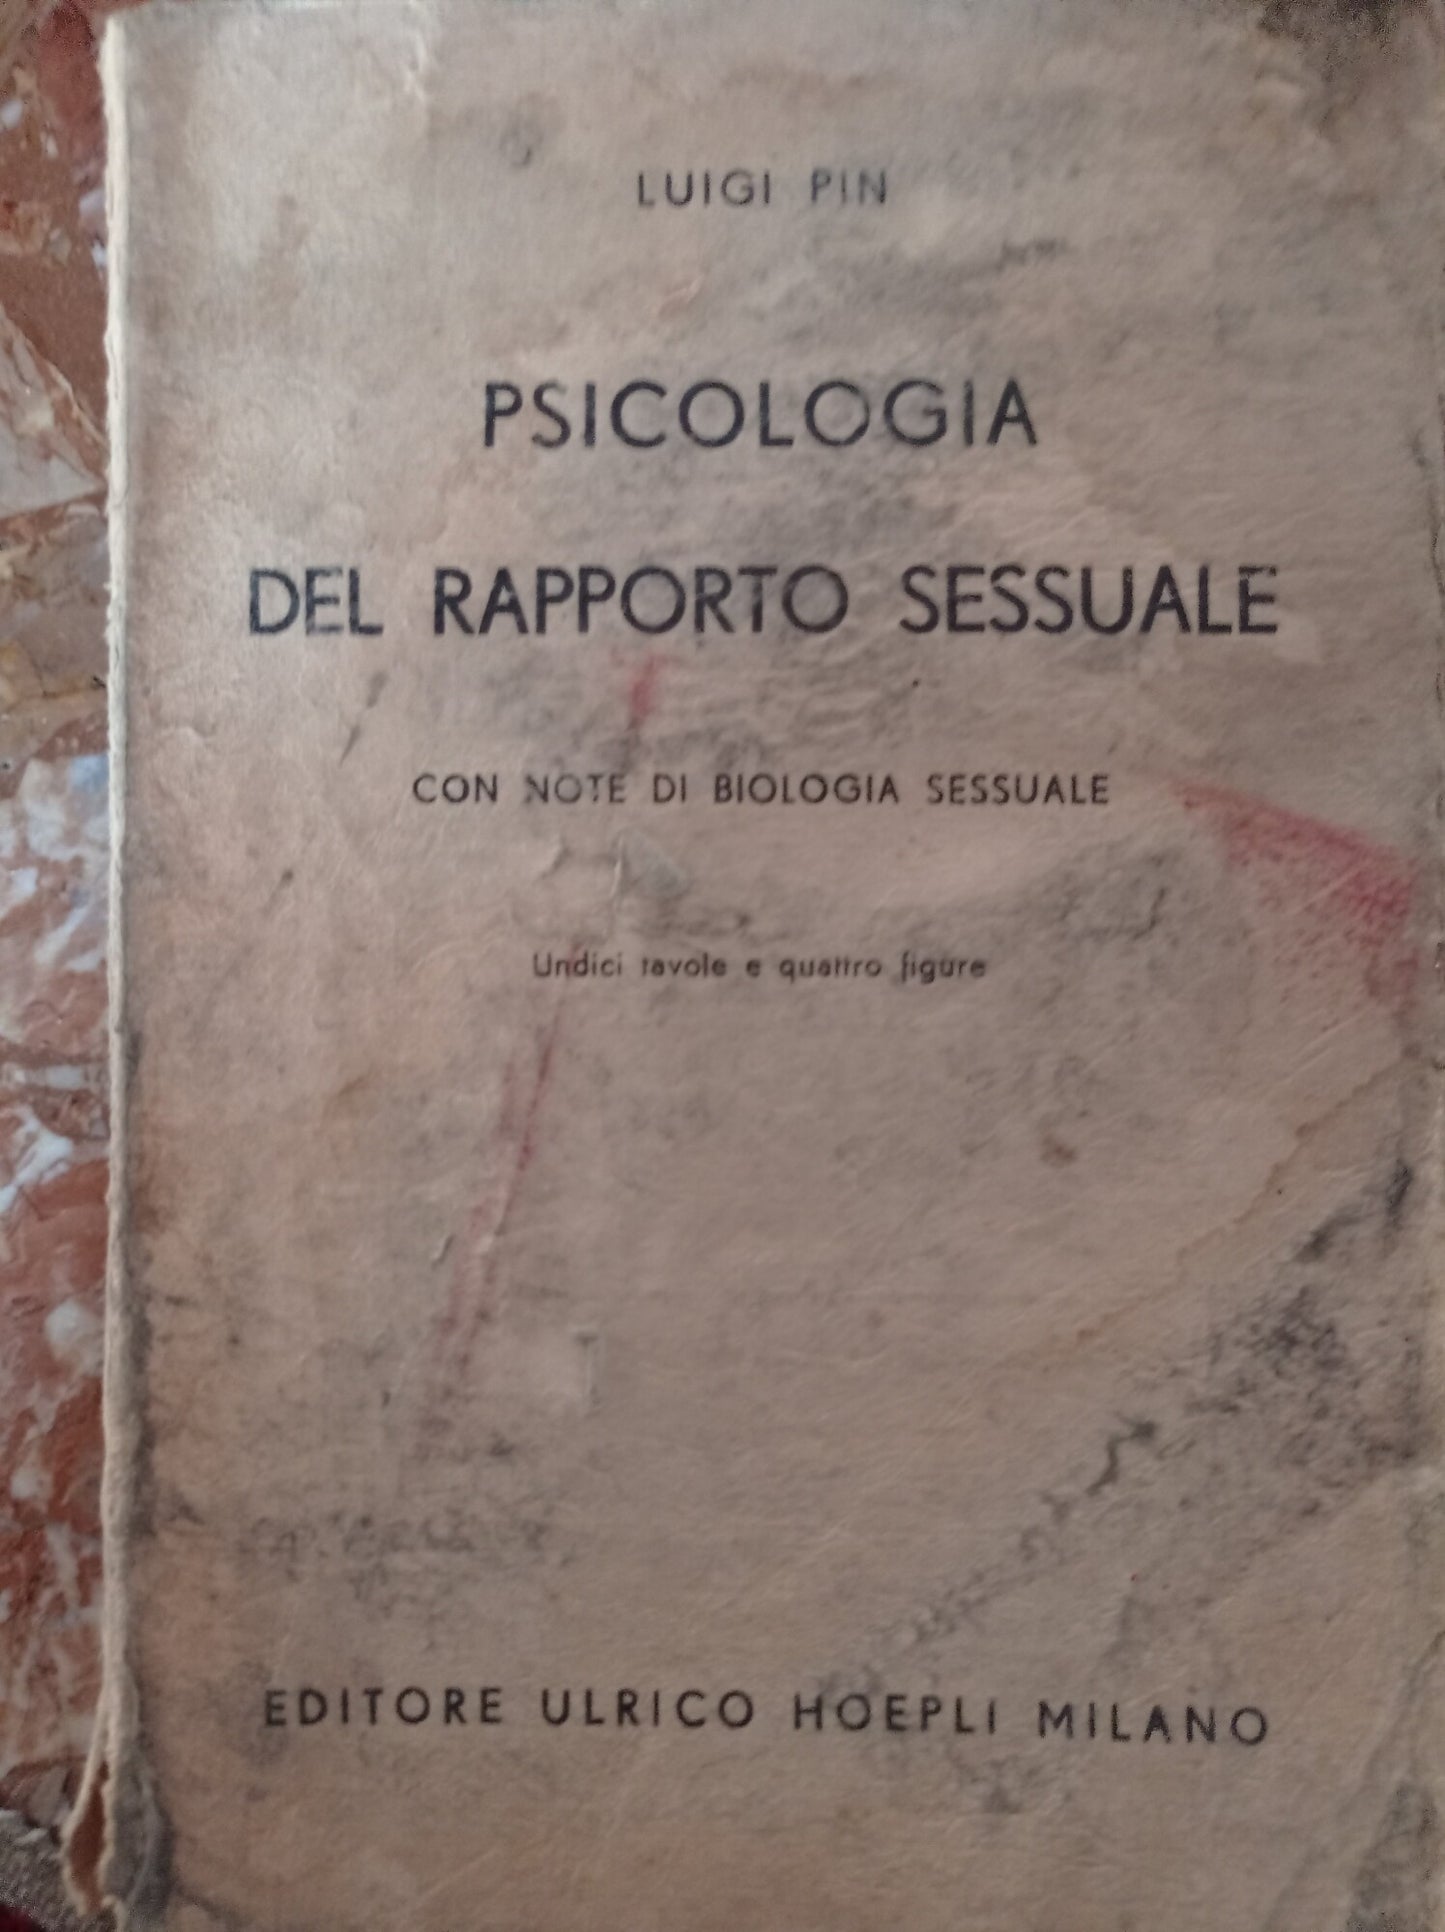 LUIGI PIN
PSICOLOGIA
DEL RAPPORTO SESSUALE
CON NOTE DI BIOLOGIA SESSUALE
Undici tavole e quattro figure
EDITORE ULRICO HOEPLI MILANO